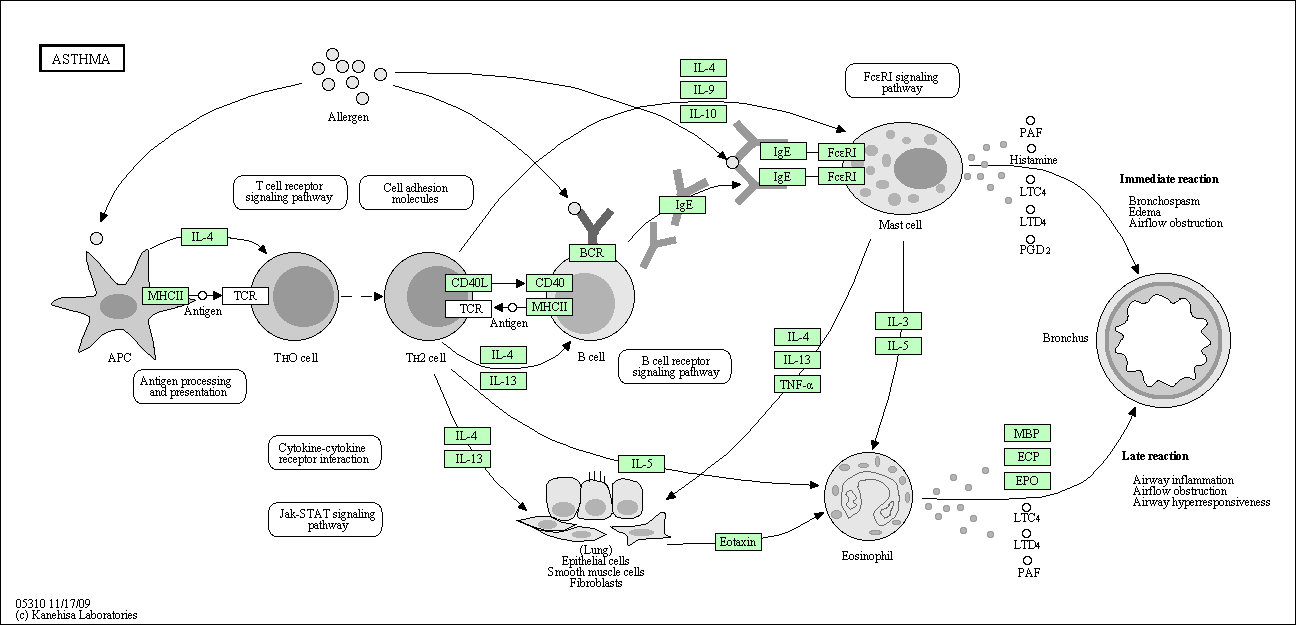 ASTHMA
Allergen
IL-4
IL-9
IL-10
FcεRI signaling
pathway
PAF
Histamine
LTC4
LTD4
PGD2
IgE
FcεRI
IgE
FcεRI
Mast cell
Immediate reaction
Bronchospasm
Edema
Airflow obstruction
T cell receptor
signaling pathway
Cell adhesion
molecules
IgE
IL-4
BCR
MHCII
Antigen
TCR
CD40L
CD40
TCR
Antigen
MHCII
APC
TH0 cell
TH2 cell
B cell
IL-4
IL-13
B cell receptor
signaling pathway
IL-4
IL-13
TNF-α
IL-3
IL-5
Bronchus
Antigen processing
and presentation
Cytokine-cytokine
receptor interaction
Jak-STAT signaling
pathway
IL-4
IL-13
IL-5
Eotaxin
(Lung)
Epithelial cells
Smooth muscle cells
Fibroblasts
Eosinophil
MBP
ECP
EPO
LTC4
LTD4
PAF
Late reaction
Airway inflammation
Airflow obstruction
Airway hyperresponsiveness
05310 11/17/09
(c) Kanehisa Laboratories